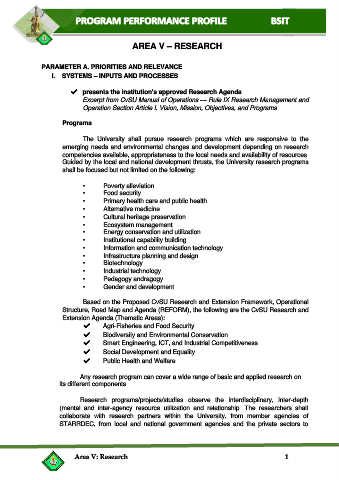 PROGRAM PERFORMANCE PROFILE BSIT
AREA V – RESEARCH
PARAMETER A. PRIORITIES AND RELEVANCE
I. SYSTEMS – INPUTS AND PROCESSES
✔ presents the institution's approved Research Agenda
Excerpt from CvSU Manual of Operations — Rule IX Research Management and
Operation Section Article I, Vision, Mission, Objectives, and Programs
Programs
The University shall pursue research programs which are responsive to the
emerging needs and environmental changes and development depending on research
competencies available, appropriateness to the local needs and availability of resources.
Guided by the local and national development thrusts, the University research programs
shall be focused but not limited on the following:
• Poverty alleviation
• Food security
• Primary health care and public health
• Alternative medicine
• Cultural heritage preservation
• Ecosystem management
• Energy conservation and utilization
• Institutional capability building
• Information and communication technology
• Infrastructure planning and design
• Biotechnology
• Industrial technology
• Pedagogy andragogy
• Gender and development
Based on the Proposed CvSU Research and Extension Framework, Operational
Structure, Road Map and Agenda (REFORM), the following are the CvSU Research and
Extension Agenda (Thematic Areas):
✔ Agri-Fisheries and Food Security
✔ Biodiversity and Environmental Conservation
✔ Smart Engineering, ICT, and Industrial Competitiveness
✔ Social Development and Equality
✔ Public Health and Welfare
Any research program can cover a wide range of basic and applied research on
its different components
Research programs/projects/studies observe the interdisciplinary, inter-depth
(mental and inter-agency resource utilization and relationship. The researchers shall
collaborate with research partners within the University, from member agencies of
STARRDEC, from local and national government agencies and the private sectors to
Area V: Research 1